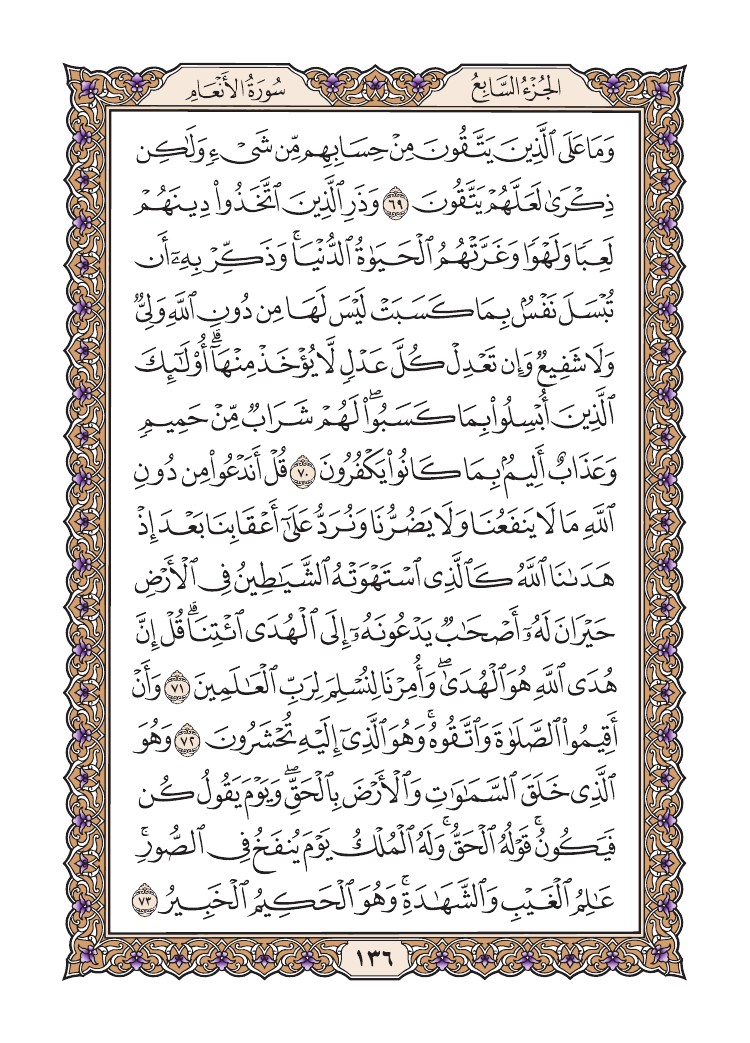 الجُزْءُ السَّابِعُ
سُورَةُ الأَنْعَامِ
وَمَا عَلَى ٱلَّذِينَ يَتَّقُونَ مِنْ حِسَابِهِم مِّن شَىْءٍ وَلَٰكِن
ذِكْرَىٰ لَعَلَّهُمْ يَتَّقُونَ ٦٩ وَذَرِ ٱلَّذِينَ ٱتَّخَذُوا۟ دِينَهُمْ
لَعِبًا وَلَهْوًا وَغَرَّتْهُمُ ٱلْحَيَوٰةُ ٱلدُّنْيَا ۚ وَذَكِّرْ بِهِۦٓ أَن
تُبْسَلَ نَفْسٌۢ بِمَا كَسَبَتْ لَيْسَ لَهَا مِن دُونِ ٱللَّهِ وَلِىٌّ
وَلَا شَفِيعٌ وَإِن تَعْدِلْ كُلَّ عَدْلٍ لَّا يُؤْخَذْ مِنْهَآ ۗ أُو۟لَٰٓئِكَ
ٱلَّذِينَ أُبْسِلُوا۟ بِمَا كَسَبُوا۟ ۖ لَهُمْ شَرَابٌ مِّنْ حَمِيمٍ
وَعَذَابٌ أَلِيمٌۢ بِمَا كَانُوا۟ يَكْفُرُونَ ٧٠ قُلْ أَنَدْعُوا۟ مِن دُونِ
ٱللَّهِ مَا لَا يَنفَعُنَا وَلَا يَضُرُّنَا وَنُرَدُّ عَلَىٰٓ أَعْقَابِنَا بَعْدَ إِذْ
هَدَىٰنَا ٱللَّهُ كَٱلَّذِى ٱسْتَهْوَتْهُ ٱلشَّيَٰطِينُ فِى ٱلْأَرْضِ
حَيْرَانَ لَهُۥٓ أَصْحَٰبٌ يَدْعُونَهُۥٓ إِلَى ٱلْهُدَى ٱئْتِنَا ۗ قُلْ إِنَّ
هُدَى ٱللَّهِ هُوَ ٱلْهُدَىٰ ۖ وَأُمِرْنَا لِنُسْلِمَ لِرَبِّ ٱلْعَٰلَمِينَ ٧١ وَأَنْ
أَقِيمُوا۟ ٱلصَّلَوٰةَ وَٱتَّقُوهُ ۚ وَهُوَ ٱلَّذِىٓ إِلَيْهِ تُحْشَرُونَ ٧٢ وَهُوَ
ٱلَّذِى خَلَقَ ٱلسَّمَٰوَٰتِ وَٱلْأَرْضَ بِٱلْحَقِّ ۖ وَيَوْمَ يَقُولُ كُن
فَيَكُونُ ۚ قَوْلُهُ ٱلْحَقُّ ۚ وَلَهُ ٱلْمُلْكُ يَوْمَ يُنفَخُ فِى ٱلصُّورِ ۚ
عَٰلِمُ ٱلْغَيْبِ وَٱلشَّهَٰدَةِ ۚ وَهُوَ ٱلْحَكِيمُ ٱلْخَبِيرُ ٧٣
١٣٦